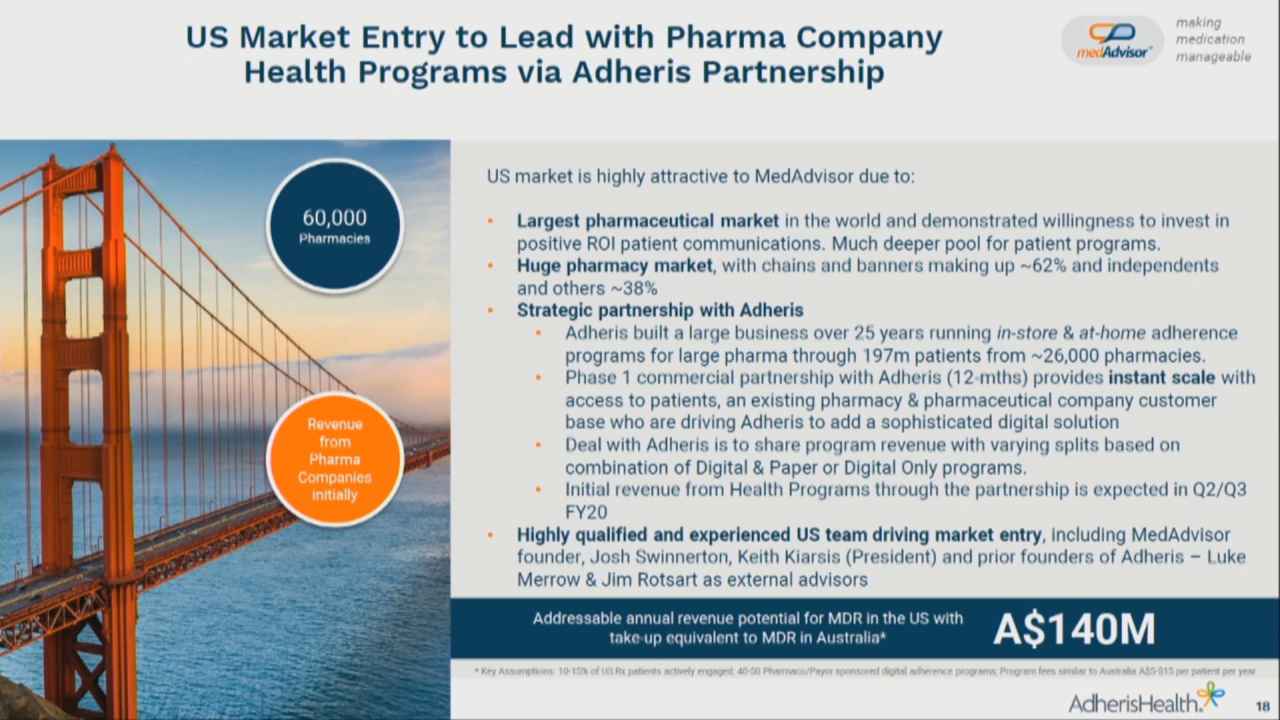 US Market Entry to Lead with Pharma Company
Health Programs via Adheris Partnership
medAdvisor
making
medication
manageable
60,000
Pharmacies
Revenue
from
Pharma
Companies
initially
US market is highly attractive to MedAdvisor due to:
• Largest pharmaceutical market in the world and demonstrated willingness to invest in
positive ROI patient communications. Much deeper pool for patient programs.
• Huge pharmacy market, with chains and banners making up ~62% and independents
and others ~38%
• Strategic partnership with Adheris
• Adheris built a large business over 25 years running in-store & at-home adherence
programs for large pharma through 197m patients from ~26,000 pharmacies.
• Phase 1 commercial partnership with Adheris (12-mths) provides instant scale with
access to patients, an existing pharmacy & pharmaceutical company customer
base who are driving Adheris to add a sophisticated digital solution
• Deal with Adheris is to share program revenue with varying splits based on
combination of Digital & Paper or Digital Only programs.
• Initial revenue from Health Programs through the partnership is expected in Q2/Q3
FY20
• Highly qualified and experienced US team driving market entry, including MedAdvisor
founder, Josh Swinnerton, Keith Kiarsis (President) and prior founders of Adheris – Luke
Merrow & Jim Rotsart as external advisors
Addressable annual revenue potential for MDR in the US with
take-up equivalent to MDR in Australia*
A$140M
* Key Assumptions: 10-15% of US Rx patients actively engaged; 40-50 Pharmaco/Payor sponsored digital adherence programs; Program fees similar to Australia A$5-$15 per patient per year
AdherisHealth.
18